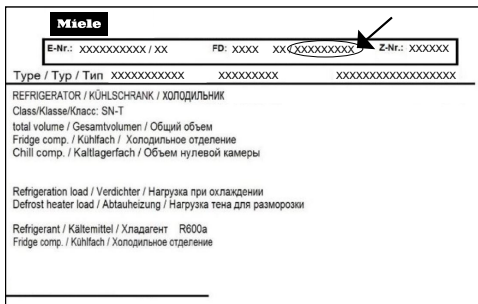 Miele
E-Nr.: XXXXXXXXXX / XX FD: XXXX XX XXXXXXXXX Z-Nr.: XXXXXX
Type / Typ / Тип XXXXXXXXXXX XXXXXXXXX XXXXXXXXXXXXXXXXXX
REFRIGERATOR / KÜHLSCHRANK / ХОЛОДИЛЬНИК
Class/Klasse/Класс: SN-T
total volume / Gesamtvolumen / Общий объем
Fridge comp. / Kühlfach / Холодильное отделение
Chill comp. / Kaltlagerfach / Объем нулевой камеры
Refrigeration load / Verdichter / Нагрузка при охлаждении
Defrost heater load / Abtauheizung / Нагрузка тена для разморозки
Refrigerant / Kältemittel / Хладагент R600a
Fridge comp. / Kühlfach / Холодильное отделение